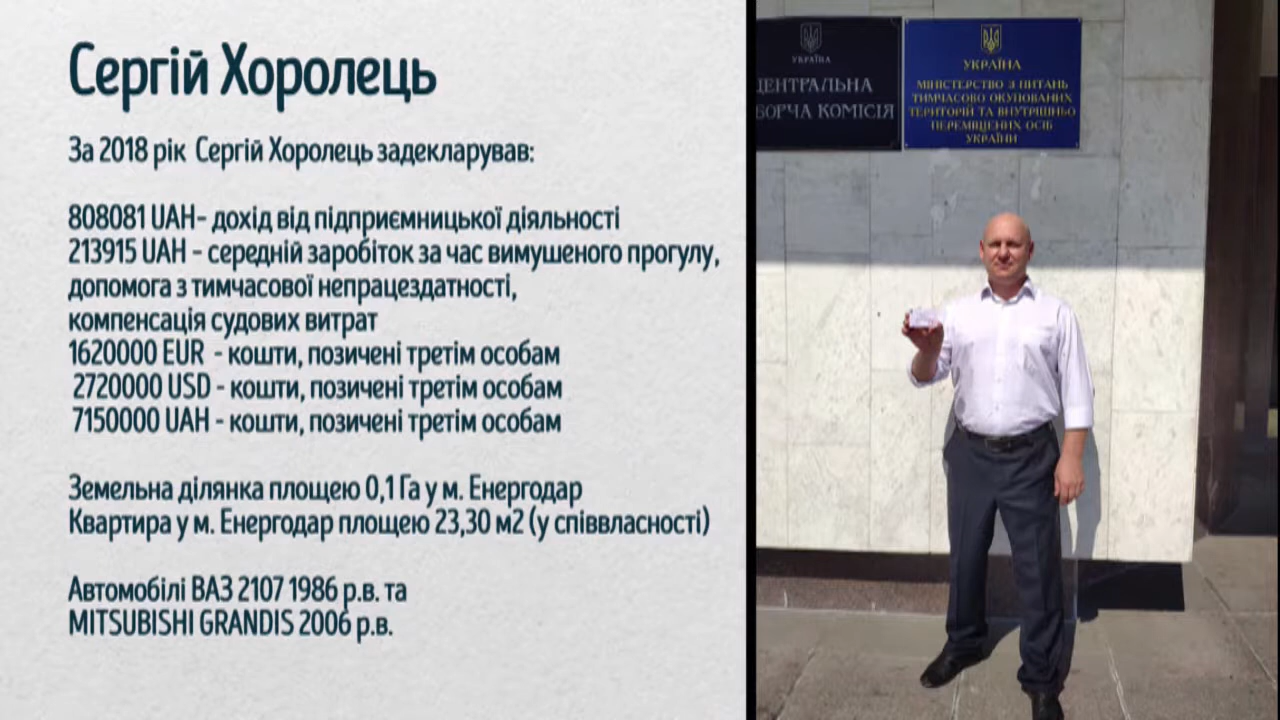 Сергій Хоролець
За 2018 рік Сергій Хоролець задекларував:
808081 UAH- дохід від підприємницької діяльності
213915 UAH - середній заробіток за час вимушеного прогулу,
допомога з тимчасової непрацездатності,
компенсація судових витрат
1620000 EUR - кошти, позичені третім особам
2720000 USD - кошти, позичені третім особам
7150000 UAH - кошти, позичені третім особам
Земельна ділянка площею 0,1 Га у м. Енергодар
Квартира у м. Енергодар площею 23,30 м2 (у співвласності)
Автомобілі ВАЗ 2107 1986 р.в. та
MITSUBISHI GRANDIS 2006 р.в.
УКРАЇНА
ЦЕНТРАЛЬНА
БОРЧА КОМІСІЯ
УКРАЇНА
МІНІСТЕРСТВО З ПИТАНЬ
ТИМЧАСОВО ОКУПОВАНИХ
ТЕРИТОРІЙ ТА ВНУТРІШНЬО
ПЕРЕМІЩЕНИХ ОСІБ
УКРАЇНИ